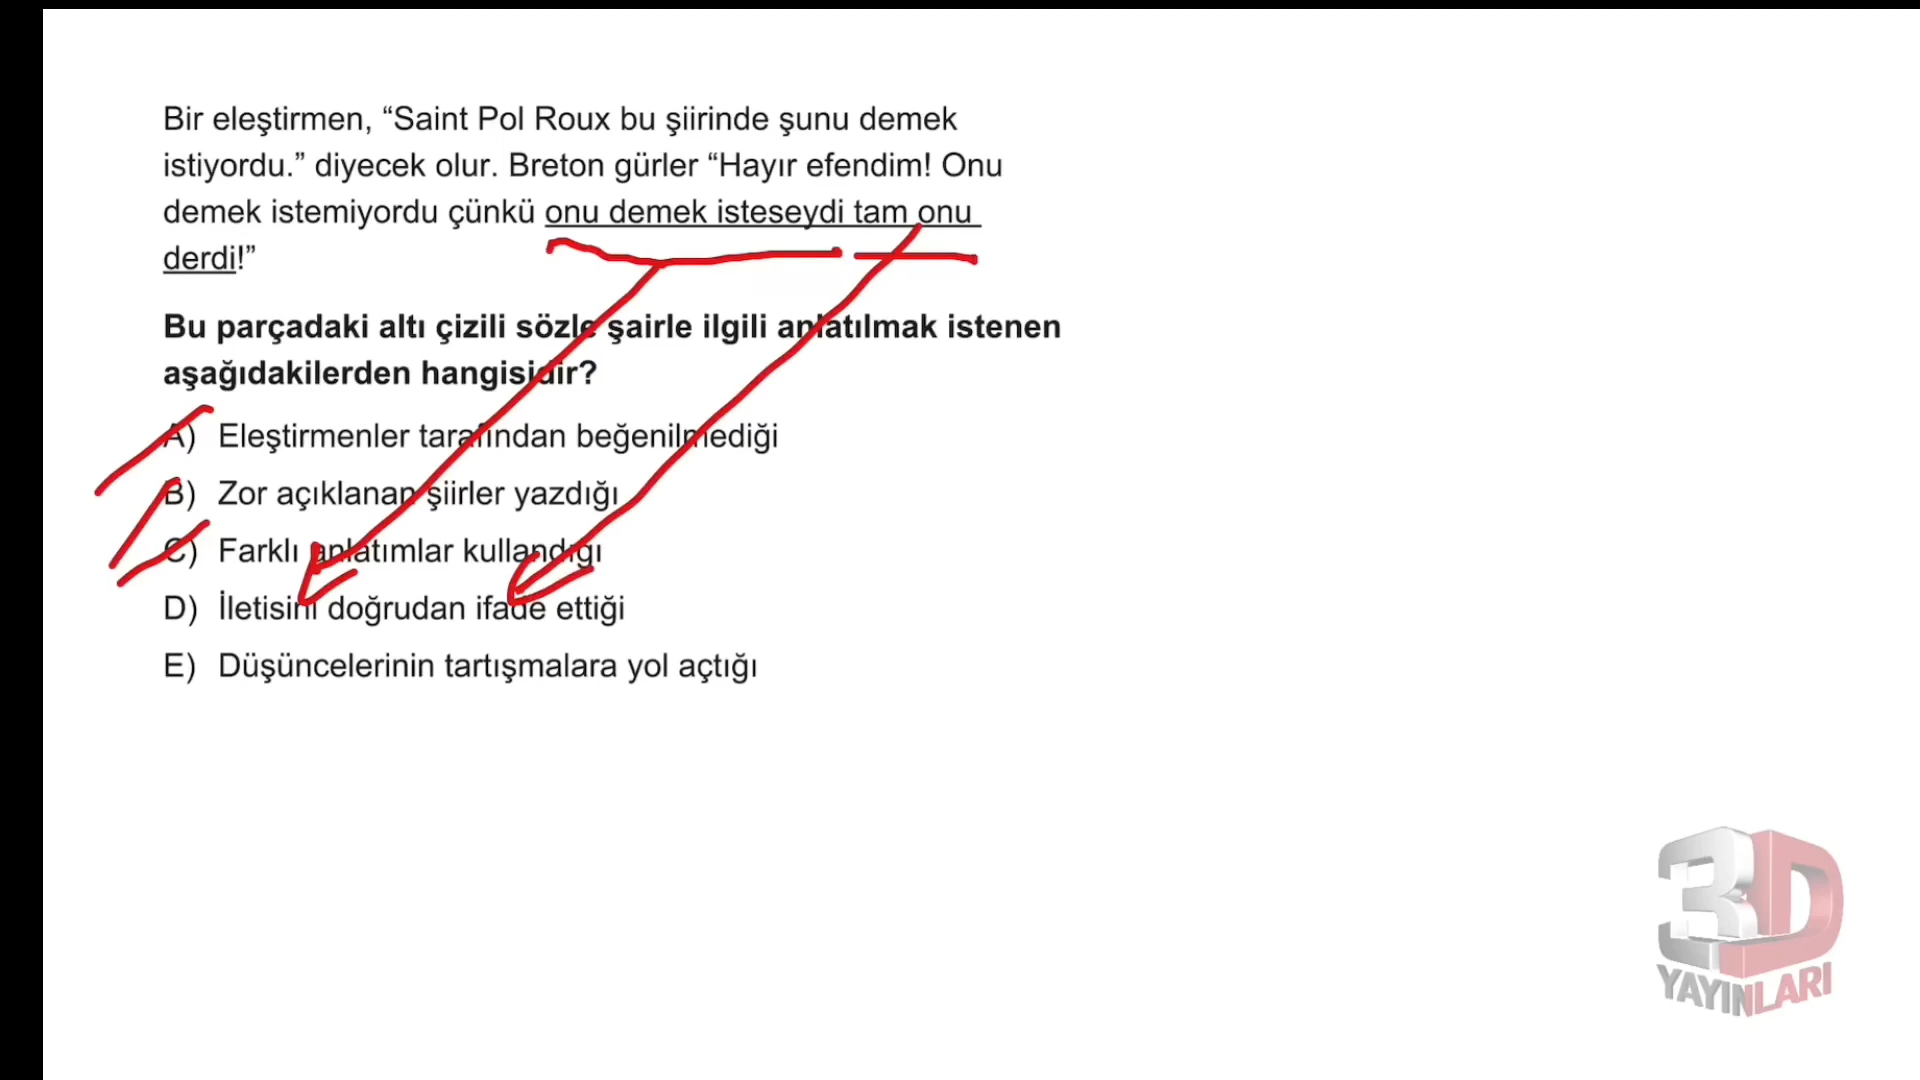 Bir eleştirmen, “Saint Pol Roux bu şiirinde şunu demek
istiyordu.” diyecek olur. Breton gürler “Hayır efendim! Onu
demek istemiyordu çünkü onu demek isteseydi tam onu
derdi!”
Bu parçadaki altı çizili sözle şairle ilgili anlatılmak istenen
aşağıdakilerden hangisidir?
A) Eleştirmenler tarafından beğenilmediği
B) Zor açıklanan şiirler yazdığı
C) Farklı anlatımlar kullandığı
D) İletisini doğrudan ifade ettiği
E) Düşüncelerinin tartışmalara yol açtığı
3D
YAYINLARI